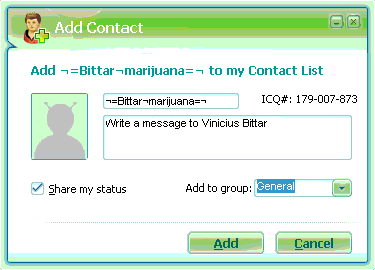 Add Contact
Add ¬=Bittar¬marijuana=¬ to my Contact List
¬=Bittar¬marijuana=¬ ICQ#: 179-007-873
Write a message to Vinicius Bittar
Share my status Add to group: General
Add Cancel